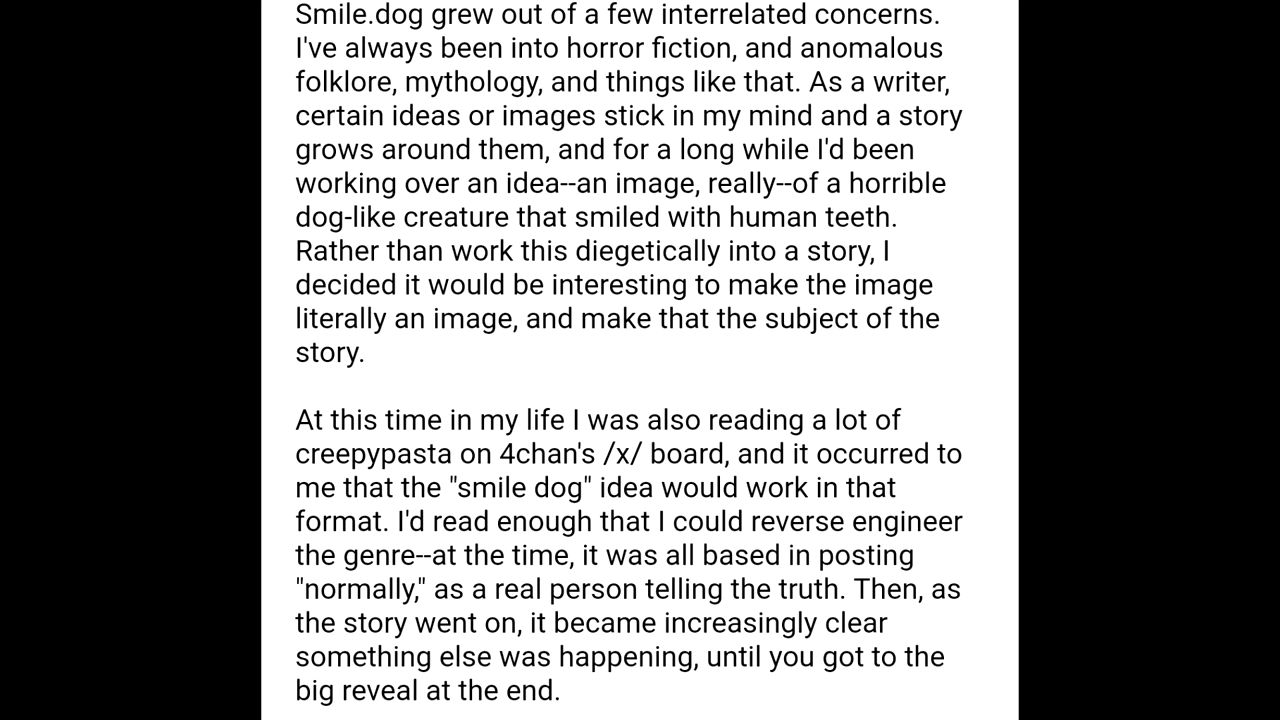 Smile.dog grew out of a few interrelated concerns.
I've always been into horror fiction, and anomalous
folklore, mythology, and things like that. As a writer,
certain ideas or images stick in my mind and a story
grows around them, and for a long while I'd been
working over an idea--an image, really--of a horrible
dog-like creature that smiled with human teeth.
Rather than work this diegetically into a story, I
decided it would be interesting to make the image
literally an image, and make that the subject of the
story.
At this time in my life I was also reading a lot of
creepypasta on 4chan's /x/ board, and it occurred to
me that the "smile dog" idea would work in that
format. I'd read enough that I could reverse engineer
the genre--at the time, it was all based in posting
"normally," as a real person telling the truth. Then, as
the story went on, it became increasingly clear
something else was happening, until you got to the
big reveal at the end.